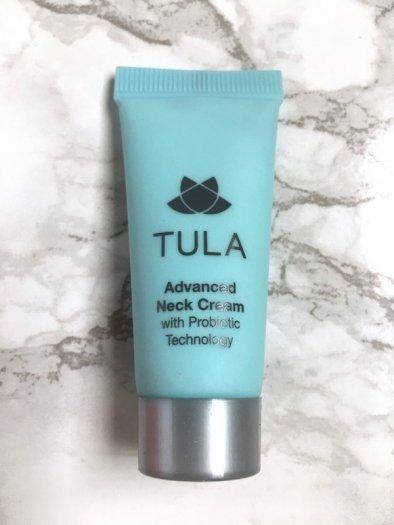 TULA
Advanced
Neck Cream
with Probiotic
Technology